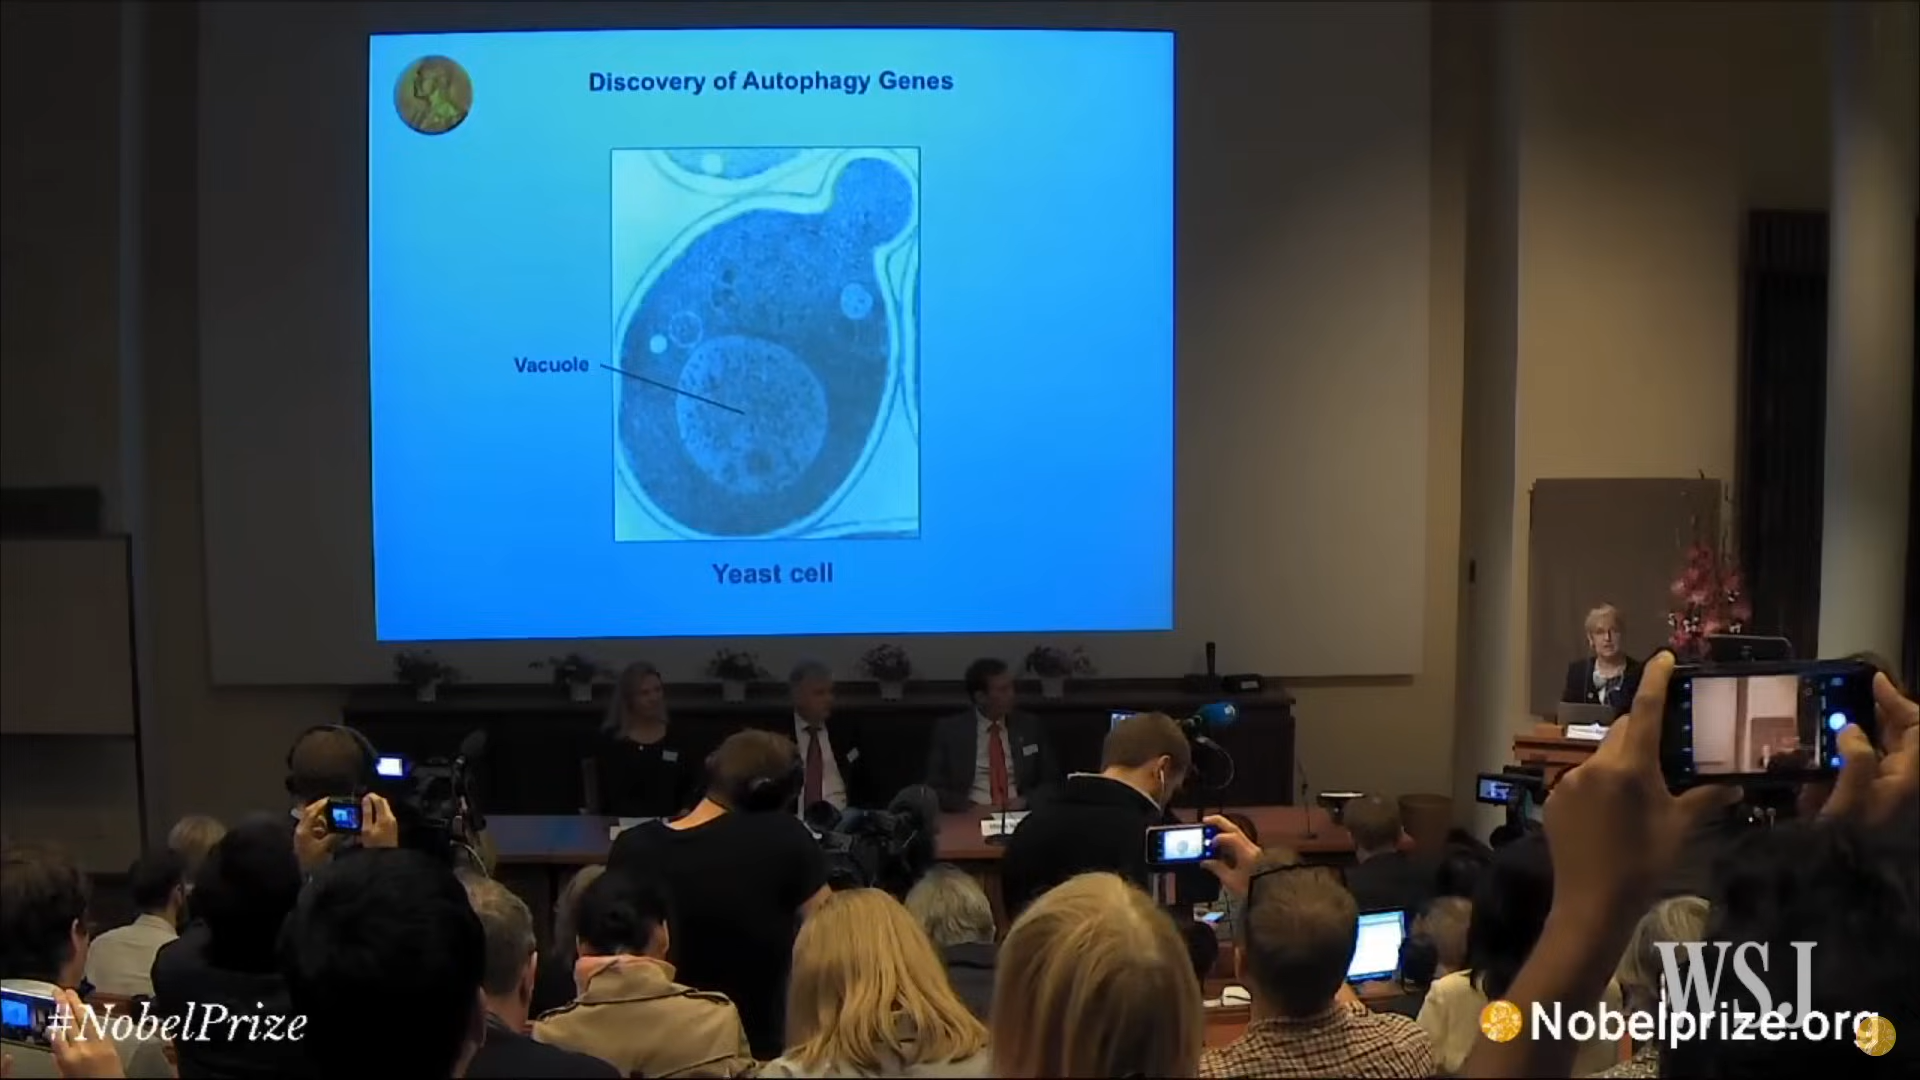 Discovery of Autophagy Genes
Vacuole
Yeast cell
#NobelPrize
WSJ
Nobelprize.org